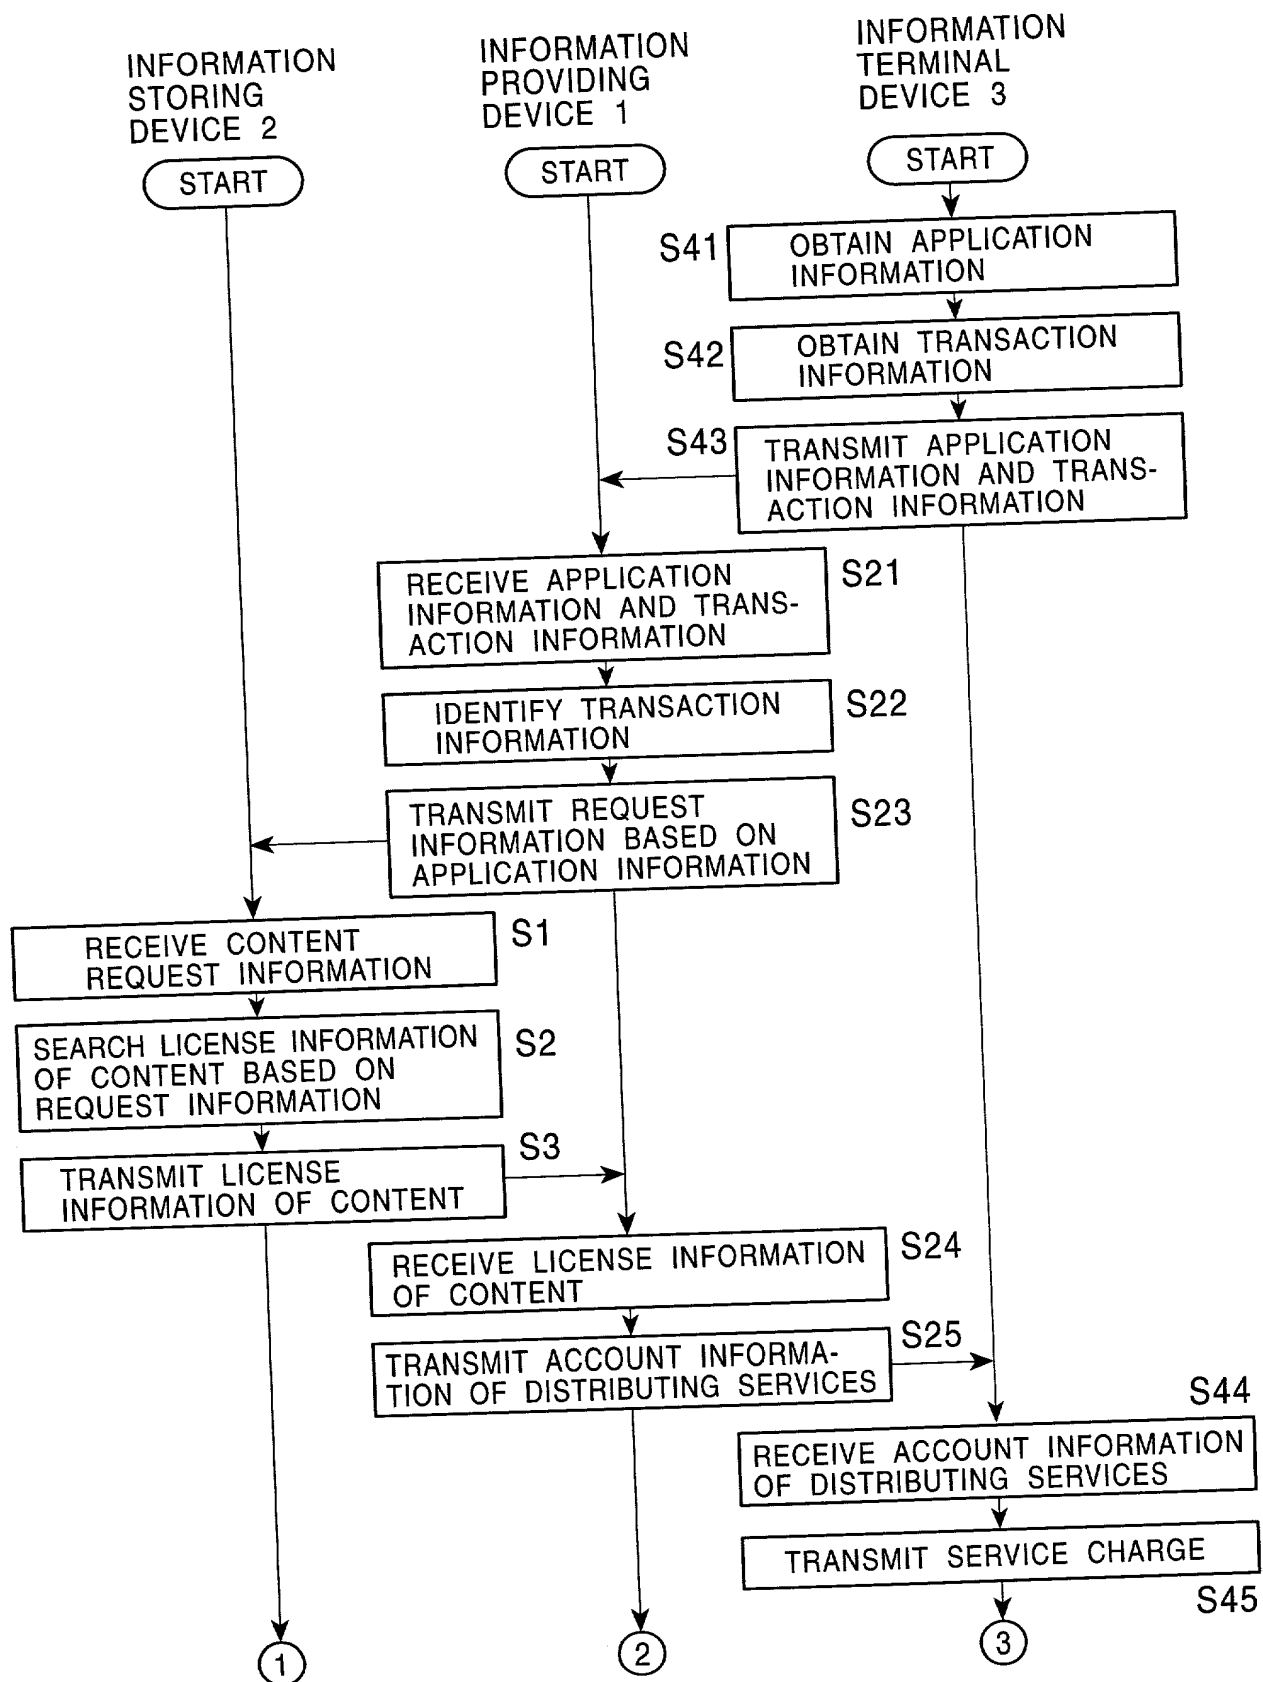 INFORMATION
STORING
DEVICE 2
INFORMATION
PROVIDING
DEVICE 1
INFORMATION
TERMINAL
DEVICE 3
START
START
START
S41
OBTAIN APPLICATION
INFORMATION
S42
OBTAIN TRANSACTION
INFORMATION
S43
TRANSMIT APPLICATION
INFORMATION AND TRANS-
ACTION INFORMATION
RECEIVE APPLICATION
INFORMATION AND TRANS-
ACTION INFORMATION
S21
IDENTIFY TRANSACTION
INFORMATION
S22
TRANSMIT REQUEST
INFORMATION BASED ON
APPLICATION INFORMATION
S23
RECEIVE CONTENT
REQUEST INFORMATION
S1
SEARCH LICENSE INFORMATION
OF CONTENT BASED ON
REQUEST INFORMATION
S2
TRANSMIT LICENSE
INFORMATION OF CONTENT
S3
RECEIVE LICENSE INFORMATION
OF CONTENT
S24
TRANSMIT ACCOUNT INFORMA-
TION OF DISTRIBUTING SERVICES
S25
S44
RECEIVE ACCOUNT INFORMATION
OF DISTRIBUTING SERVICES
TRANSMIT SERVICE CHARGE
S45
1
2
3